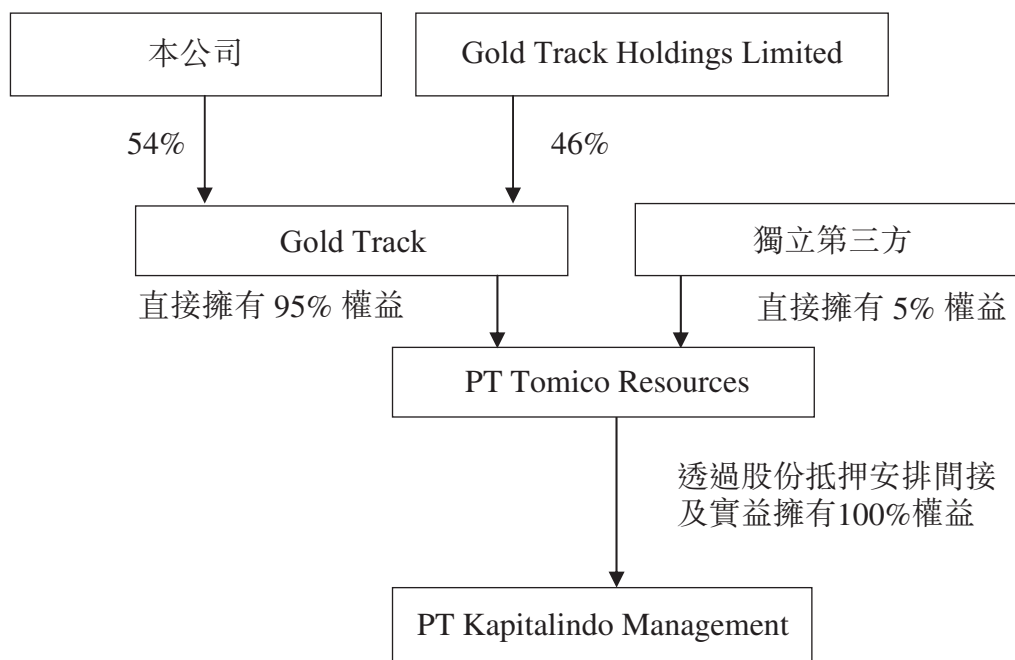 本公司
Gold Track Holdings Limited
54%
46%
Gold Track
獨立第三方
直接擁有 95% 權益
直接擁有 5% 權益
PT Tomico Resources
透過股份抵押安排間接
及實益擁有100%權益
PT Kapitalindo Management